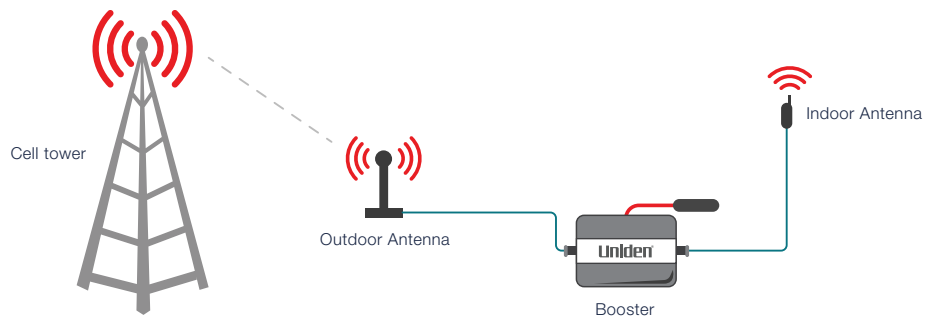 Cell tower
Outdoor Antenna
Uniden®
Booster
Indoor Antenna